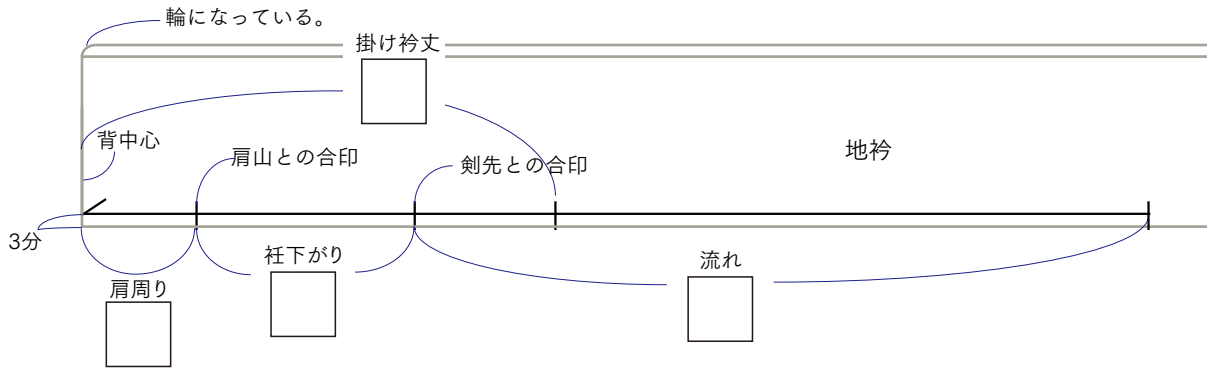 輪になっている。
掛け衿丈
背中心
肩山との合印
剣先との合印
地衿
3分
肩周り
衽下がり
流れ